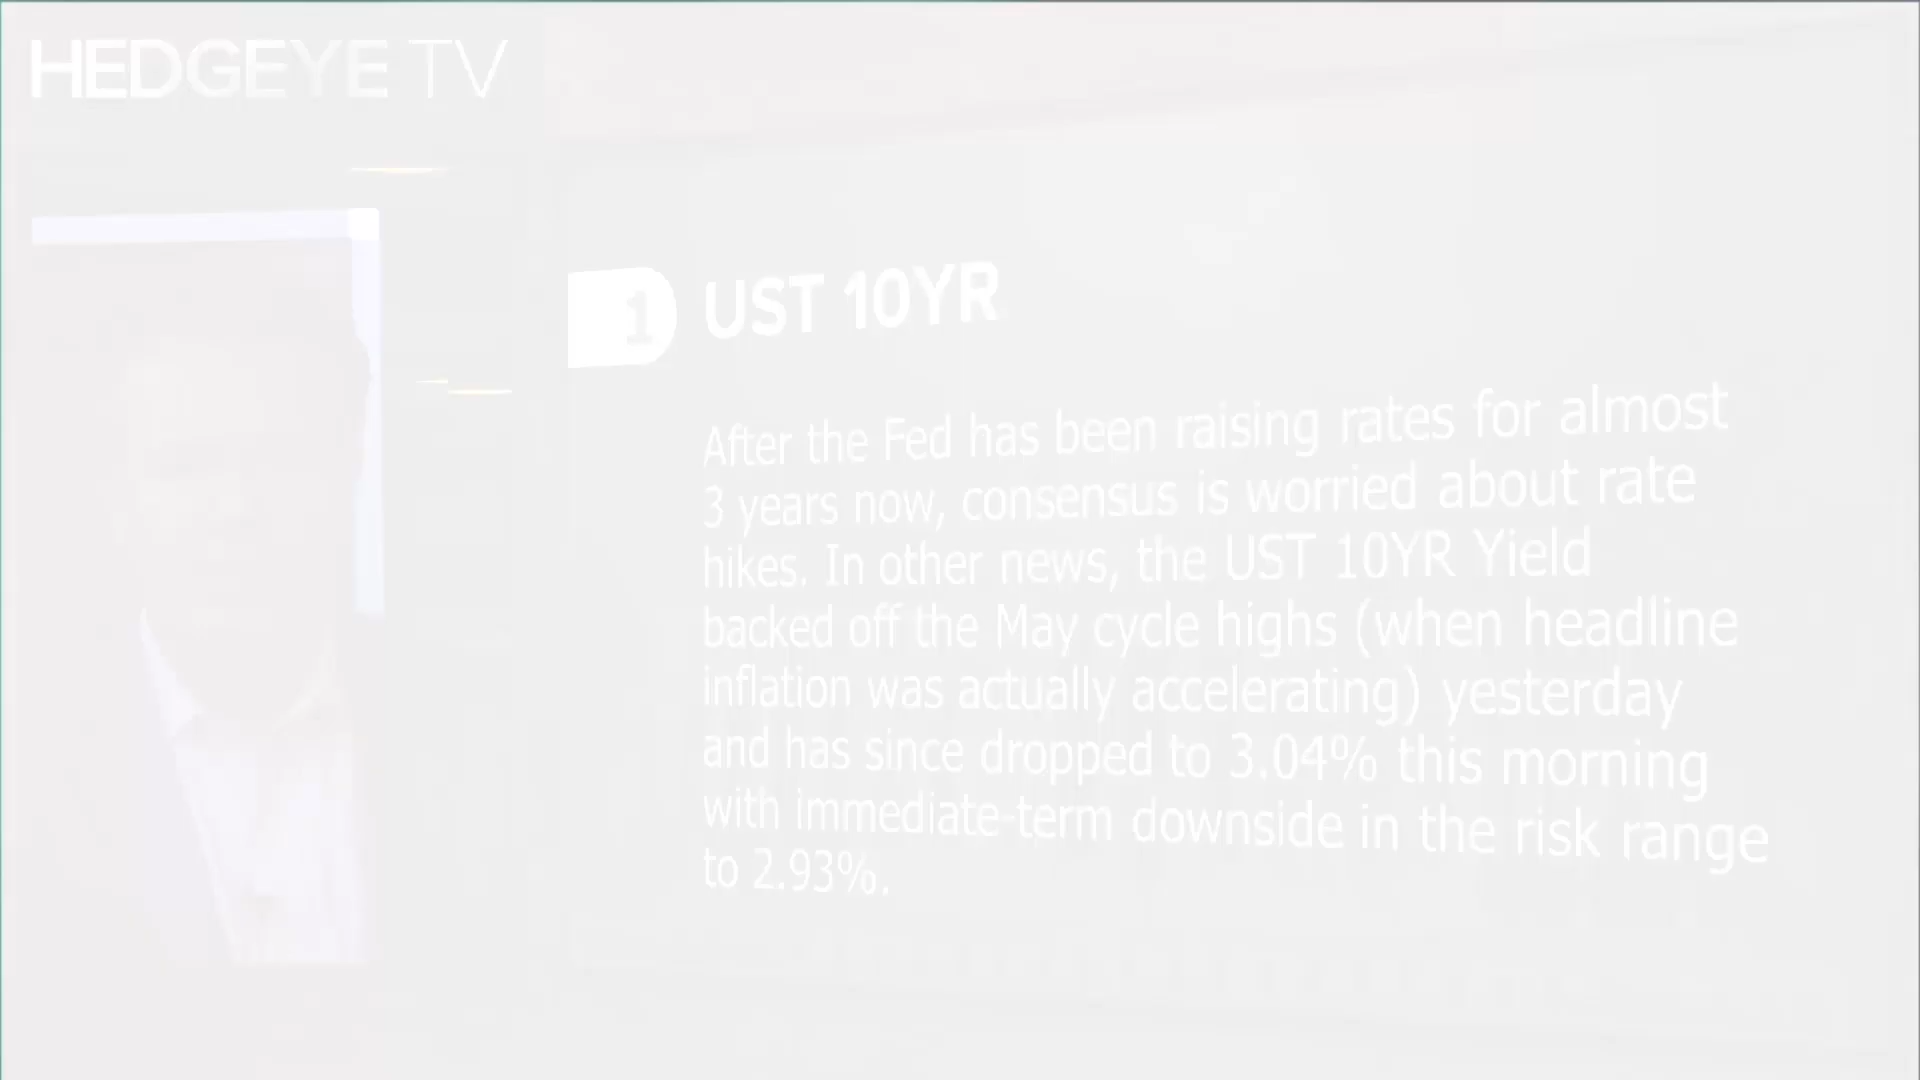 HEDGEYE TV
1 UST 10YR
After the Fed has been raising rates for almost
3 years now, consensus is worried about rate
hikes. In other news, the UST 10YR Yield
backed off the May cycle highs (when headline
inflation was actually accelerating) yesterday
and has since dropped to 3.04% this morning
with immediate-term downside in the risk range
to 2.93%.